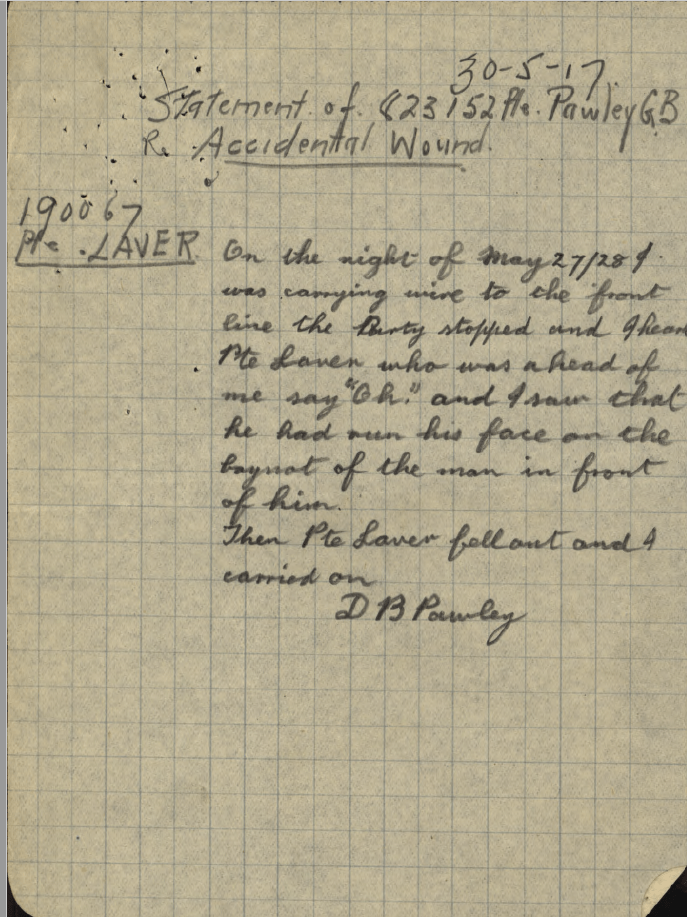 30-5-17
Statement of 823152 Pte. Pawley GB
R. Accidental Wound.
190067
Pte. LAVER
On the night of May 27/28 I
was carrying wire to the front
line the Party stopped and I hear
Pte Laver who was ahead of
me say "Oh." and I saw that
he had run his face on the
baynot of the man in front
of him.
Then Pte Laver fell out and I
carried on
D B Pawley